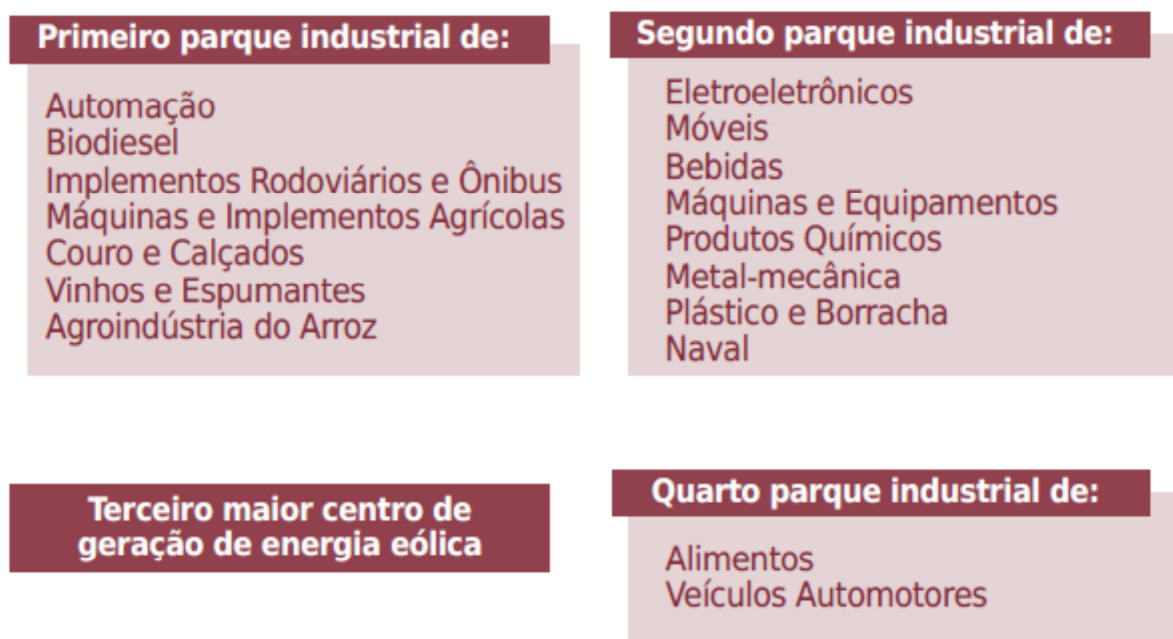 Primeiro parque industrial de:
Automação
Biodiesel
Implementos Rodoviários e Ônibus
Máquinas e Implementos Agrícolas
Couro e Calçados
Vinhos e Espumantes
Agroindústria do Arroz
Segundo parque industrial de:
Eletroeletrônicos
Móveis
Bebidas
Máquinas e Equipamentos
Produtos Químicos
Metal-mecânica
Plástico e Borracha
Naval
Terceiro maior centro de
geração de energia eólica
Quarto parque industrial de:
Alimentos
Veículos Automotores